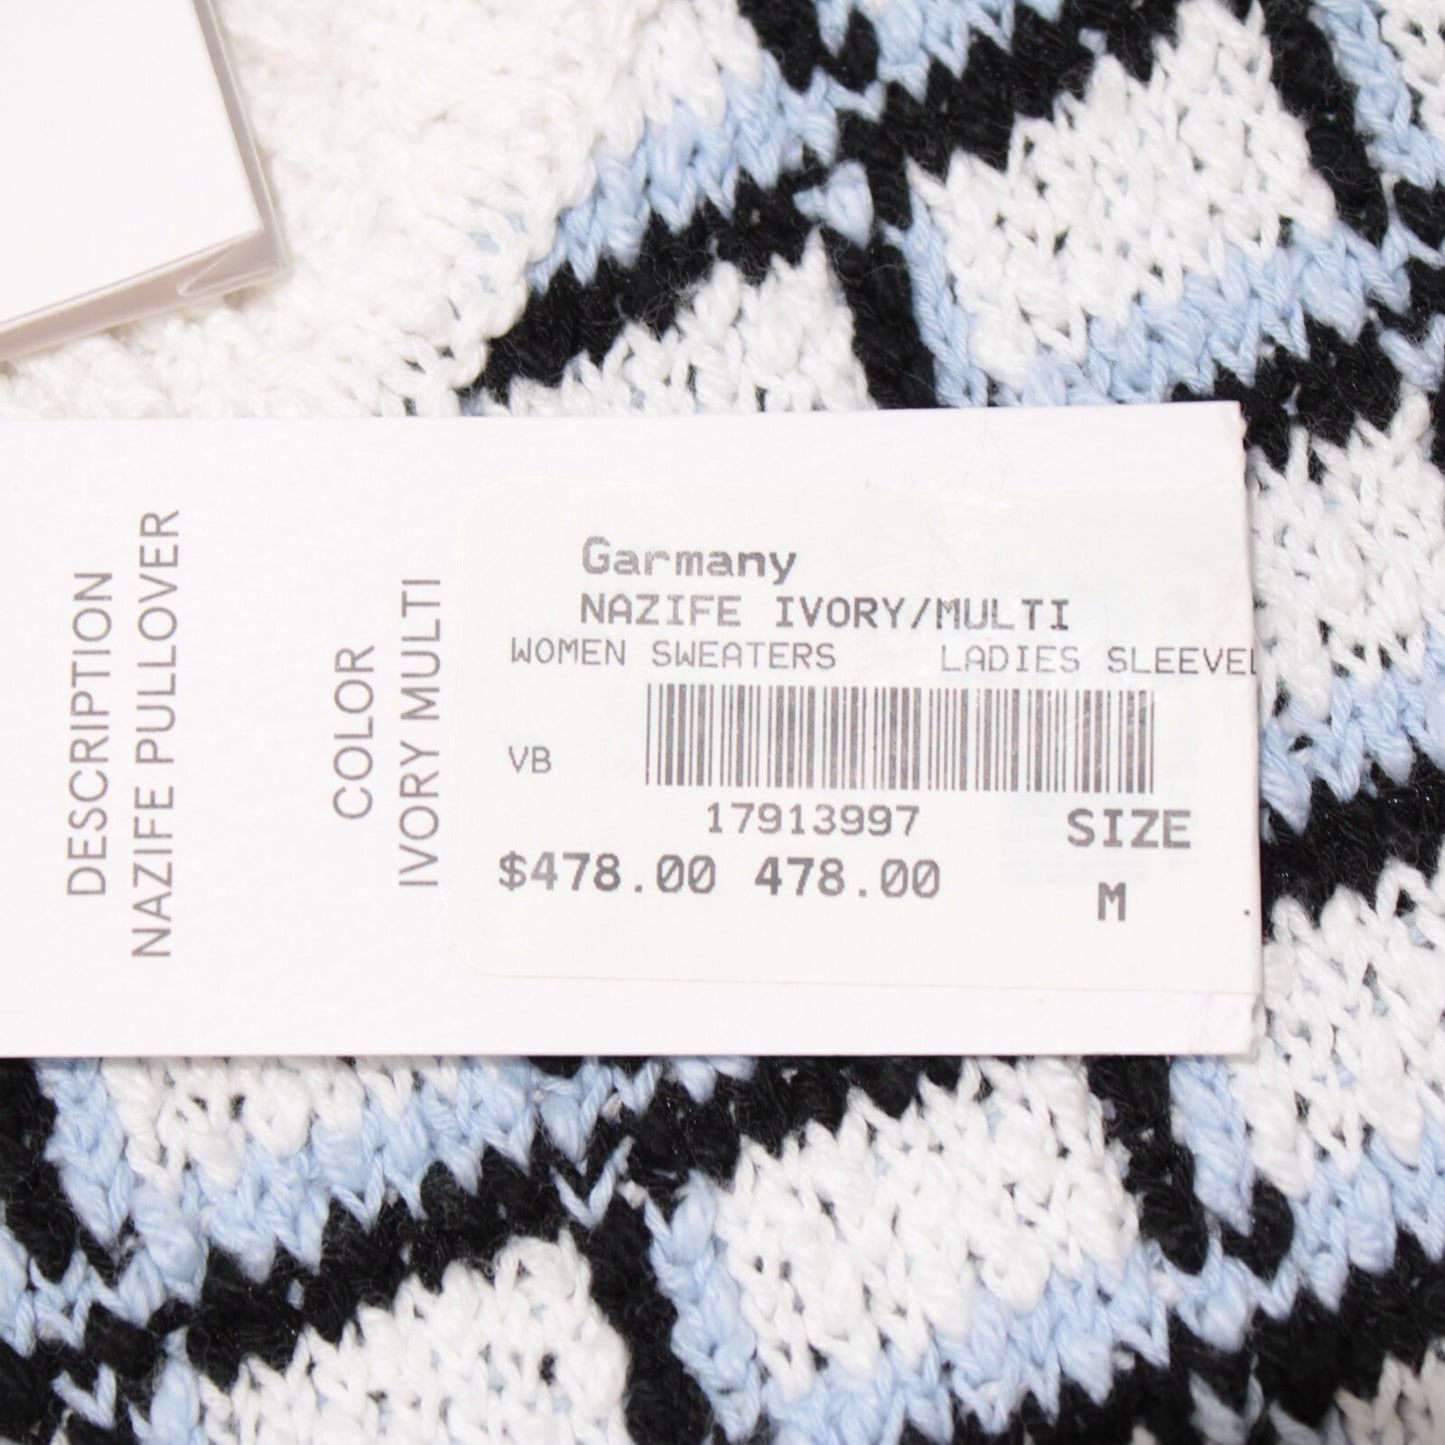 DESCRIPTION
NAZIFE PULLOVER
COLOR
IVORY MULTI
Garmany
NAZIFE IVORY/MULTI
WOMEN SWEATERS LADIES SLEEVEL
VB
17913997
SIZE
$478.00 478.00
M